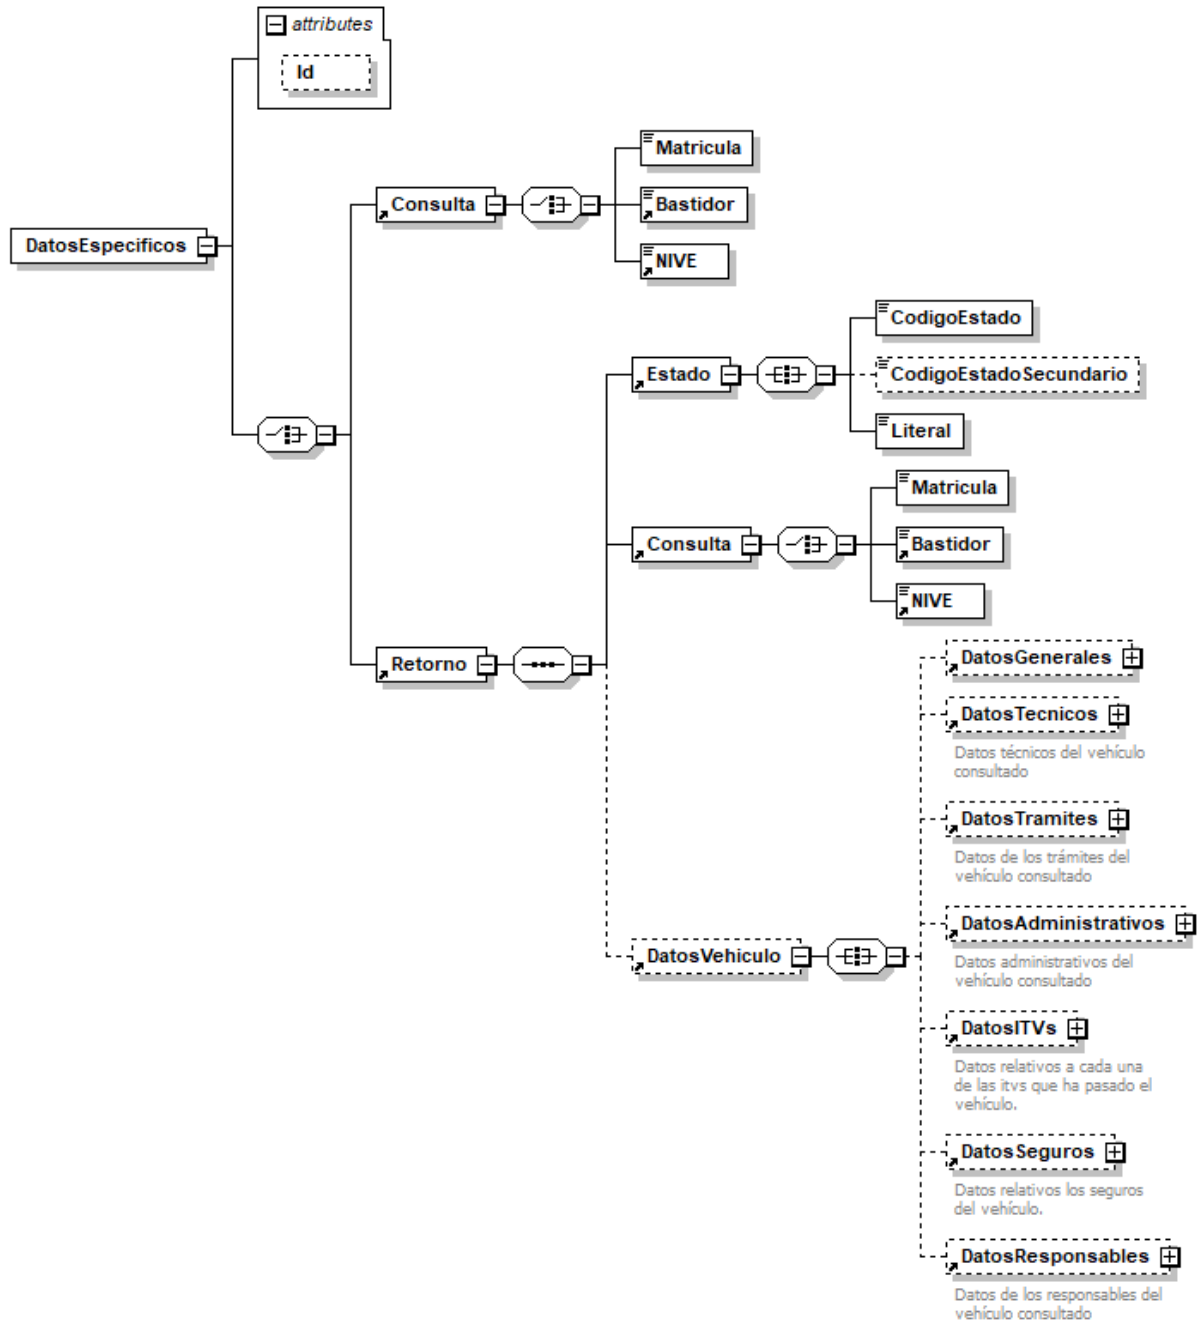 attributes
Id
DatosEspecificos
Consulta
Matricula
Bastidor
NIVE
Retorno
Estado
CodigoEstado
CodigoEstadoSecundario
Literal
Consulta
Matricula
Bastidor
NIVE
DatosVehiculo
DatosGenerales
DatosTecnicos
Datos técnicos del vehículo
consultado
DatosTramites
Datos de los trámites del
vehículo consultado
DatosAdministrativos
Datos administrativos del
vehículo consultado
DatosITVs
Datos relativos a cada una
de las itvs que ha pasado el
vehículo.
DatosSeguros
Datos relativos los seguros
del vehículo.
DatosResponsables
Datos de los responsables del
vehículo consultado